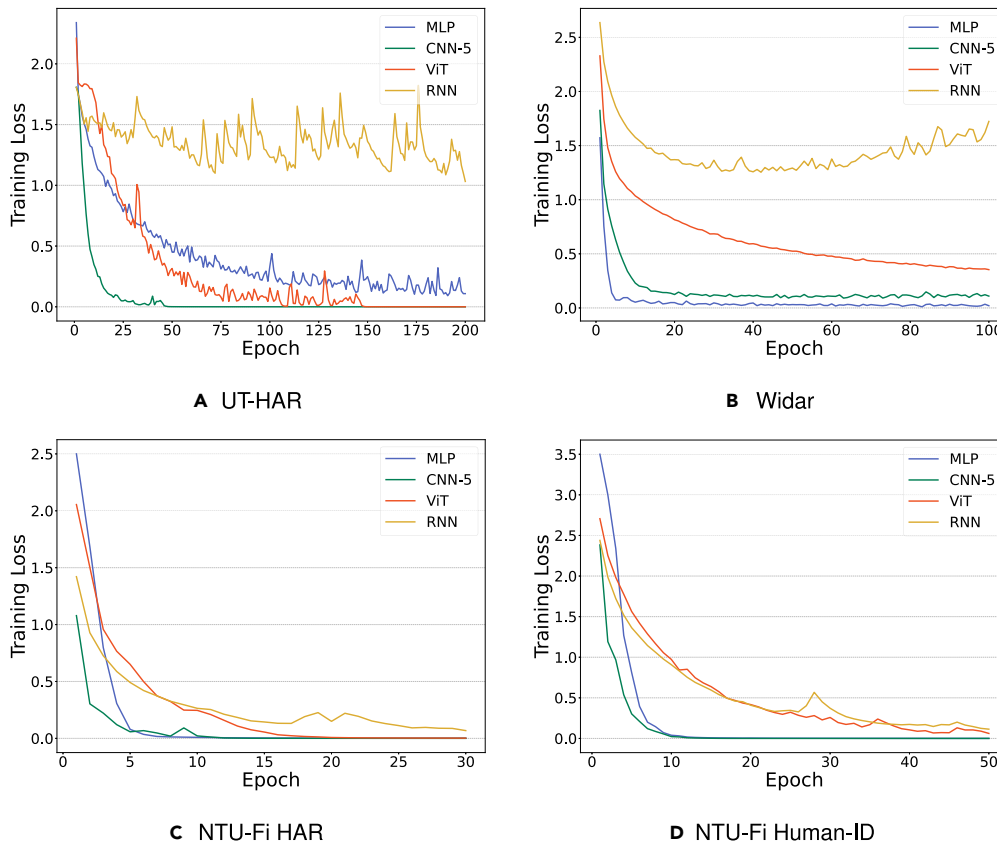 MLP
CNN-5
ViT
RNN
2.0
1.5
1.0
0.5
0.0
Training Loss
0 25 50 75 100 125 150 175 200
Epoch
A UT-HAR
MLP
CNN-5
ViT
RNN
2.5
2.0
1.5
1.0
0.5
0.0
Training Loss
0 20 40 60 80 100
Epoch
B Widar
MLP
CNN-5
ViT
RNN
2.5
2.0
1.5
1.0
0.5
0.0
Training Loss
0 5 10 15 20 25 30
Epoch
C NTU-Fi HAR
MLP
CNN-5
ViT
RNN
3.5
3.0
2.5
2.0
1.5
1.0
0.5
0.0
Training Loss
0 10 20 30 40 50
Epoch
D NTU-Fi Human-ID